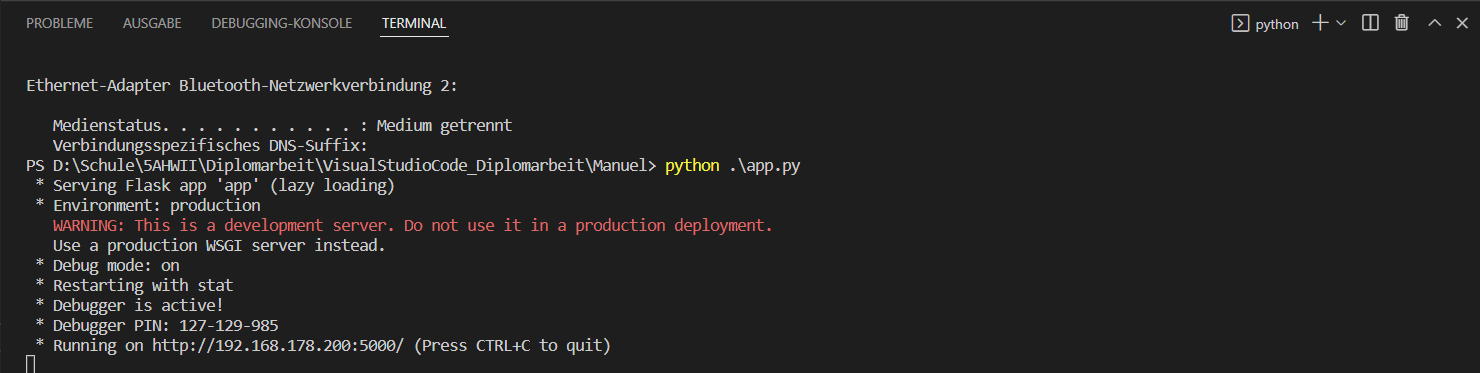 PROBLEME AUSGABE DEBUGGING-KONSOLE TERMINAL python
Ethernet-Adapter Bluetooth-Netzwerkverbindung 2:
Medienstatus. . . . . . . . . . . : Medium getrennt
Verbindungsspezifisches DNS-Suffix:
PS D:\Schule\5AHWII\Diplomarbeit\VisualStudioCode_Diplomarbeit\Manuel> python .\app.py
* Serving Flask app 'app' (lazy loading)
* Environment: production
WARNING: This is a development server. Do not use it in a production deployment.
Use a production WSGI server instead.
* Debug mode: on
* Restarting with stat
* Debugger is active!
* Debugger PIN: 127-129-985
* Running on http://192.168.178.200:5000/ (Press CTRL+C to quit)